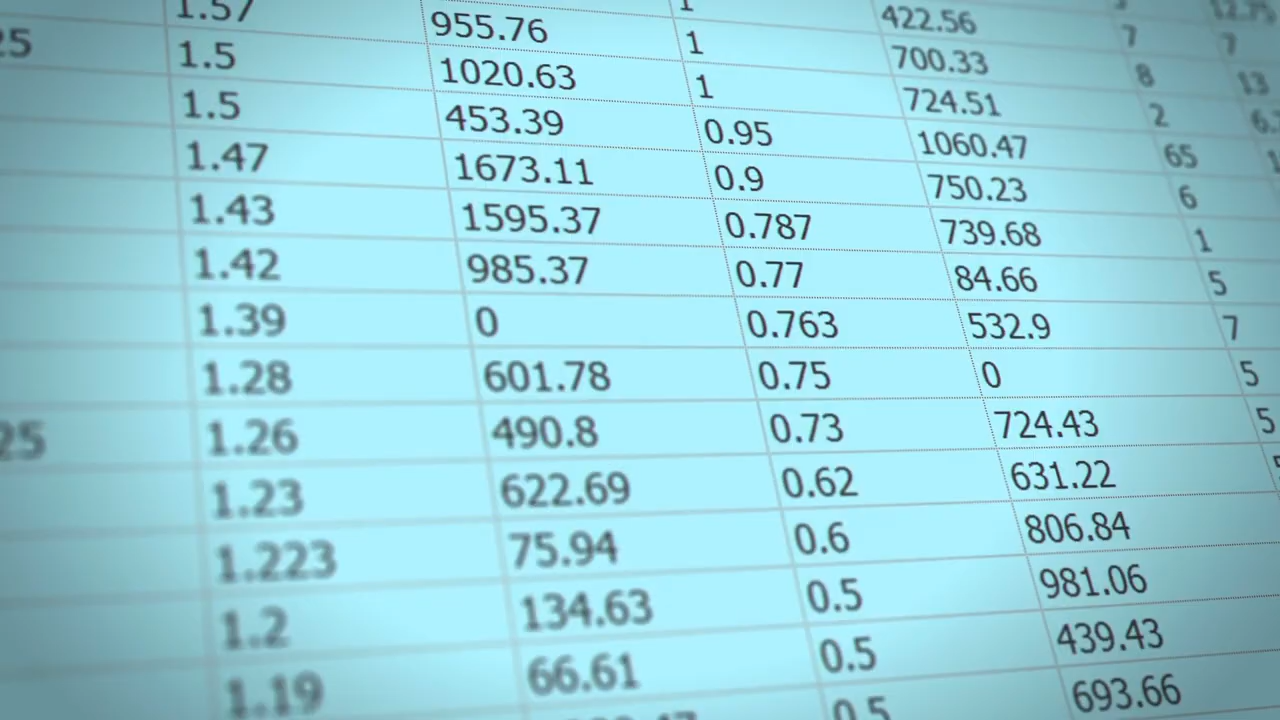 1 422.56 7 7
1.57 955.76 1 700.33 8 13
25 1.5 1020.63 1 724.51 2
1.5 453.39 0.95 1060.47 65
1.47 1673.11 0.9 750.23 6
1.43 1595.37 0.787 739.68 1
1.42 985.37 0.77 84.66 5
1.39 0 0.763 532.9 7
1.28 601.78 0.75 0 5
25 1.26 490.8 0.73 724.43 5
1.23 622.69 0.62 631.22
1.223 75.94 0.6 806.84
1.2 134.63 0.5 981.06
1.19 66.61 0.5 439.43
0.5 693.66